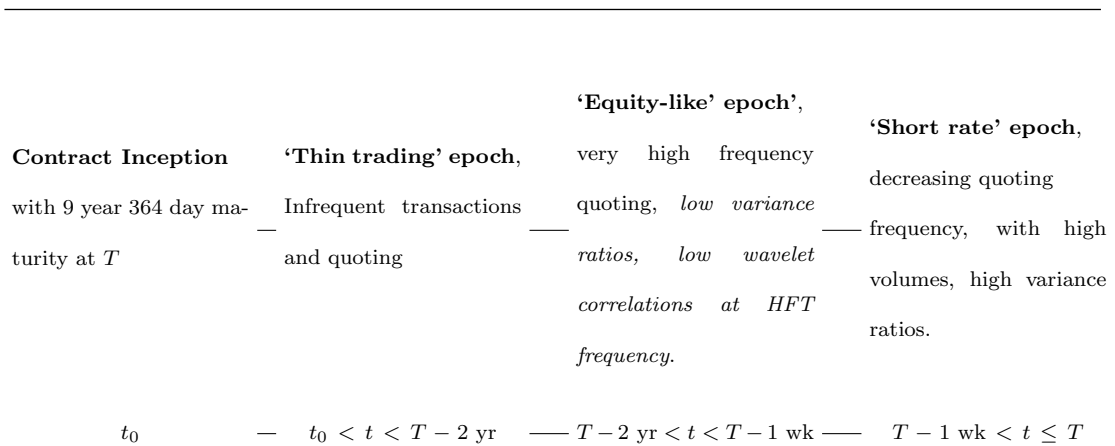 Contract Inception
with 9 year 364 day ma-
turity at T
‘Thin trading’ epoch,
Infrequent transactions
and quoting
‘Equity-like’ epoch’,
very high frequency
quoting, low variance
ratios, low wavelet
correlations at HFT
frequency.
‘Short rate’ epoch,
decreasing quoting
frequency, with high
volumes, high variance
ratios.
t₀ — t₀ < t < T − 2 yr — T − 2 yr < t < T − 1 wk — T − 1 wk < t ≤ T